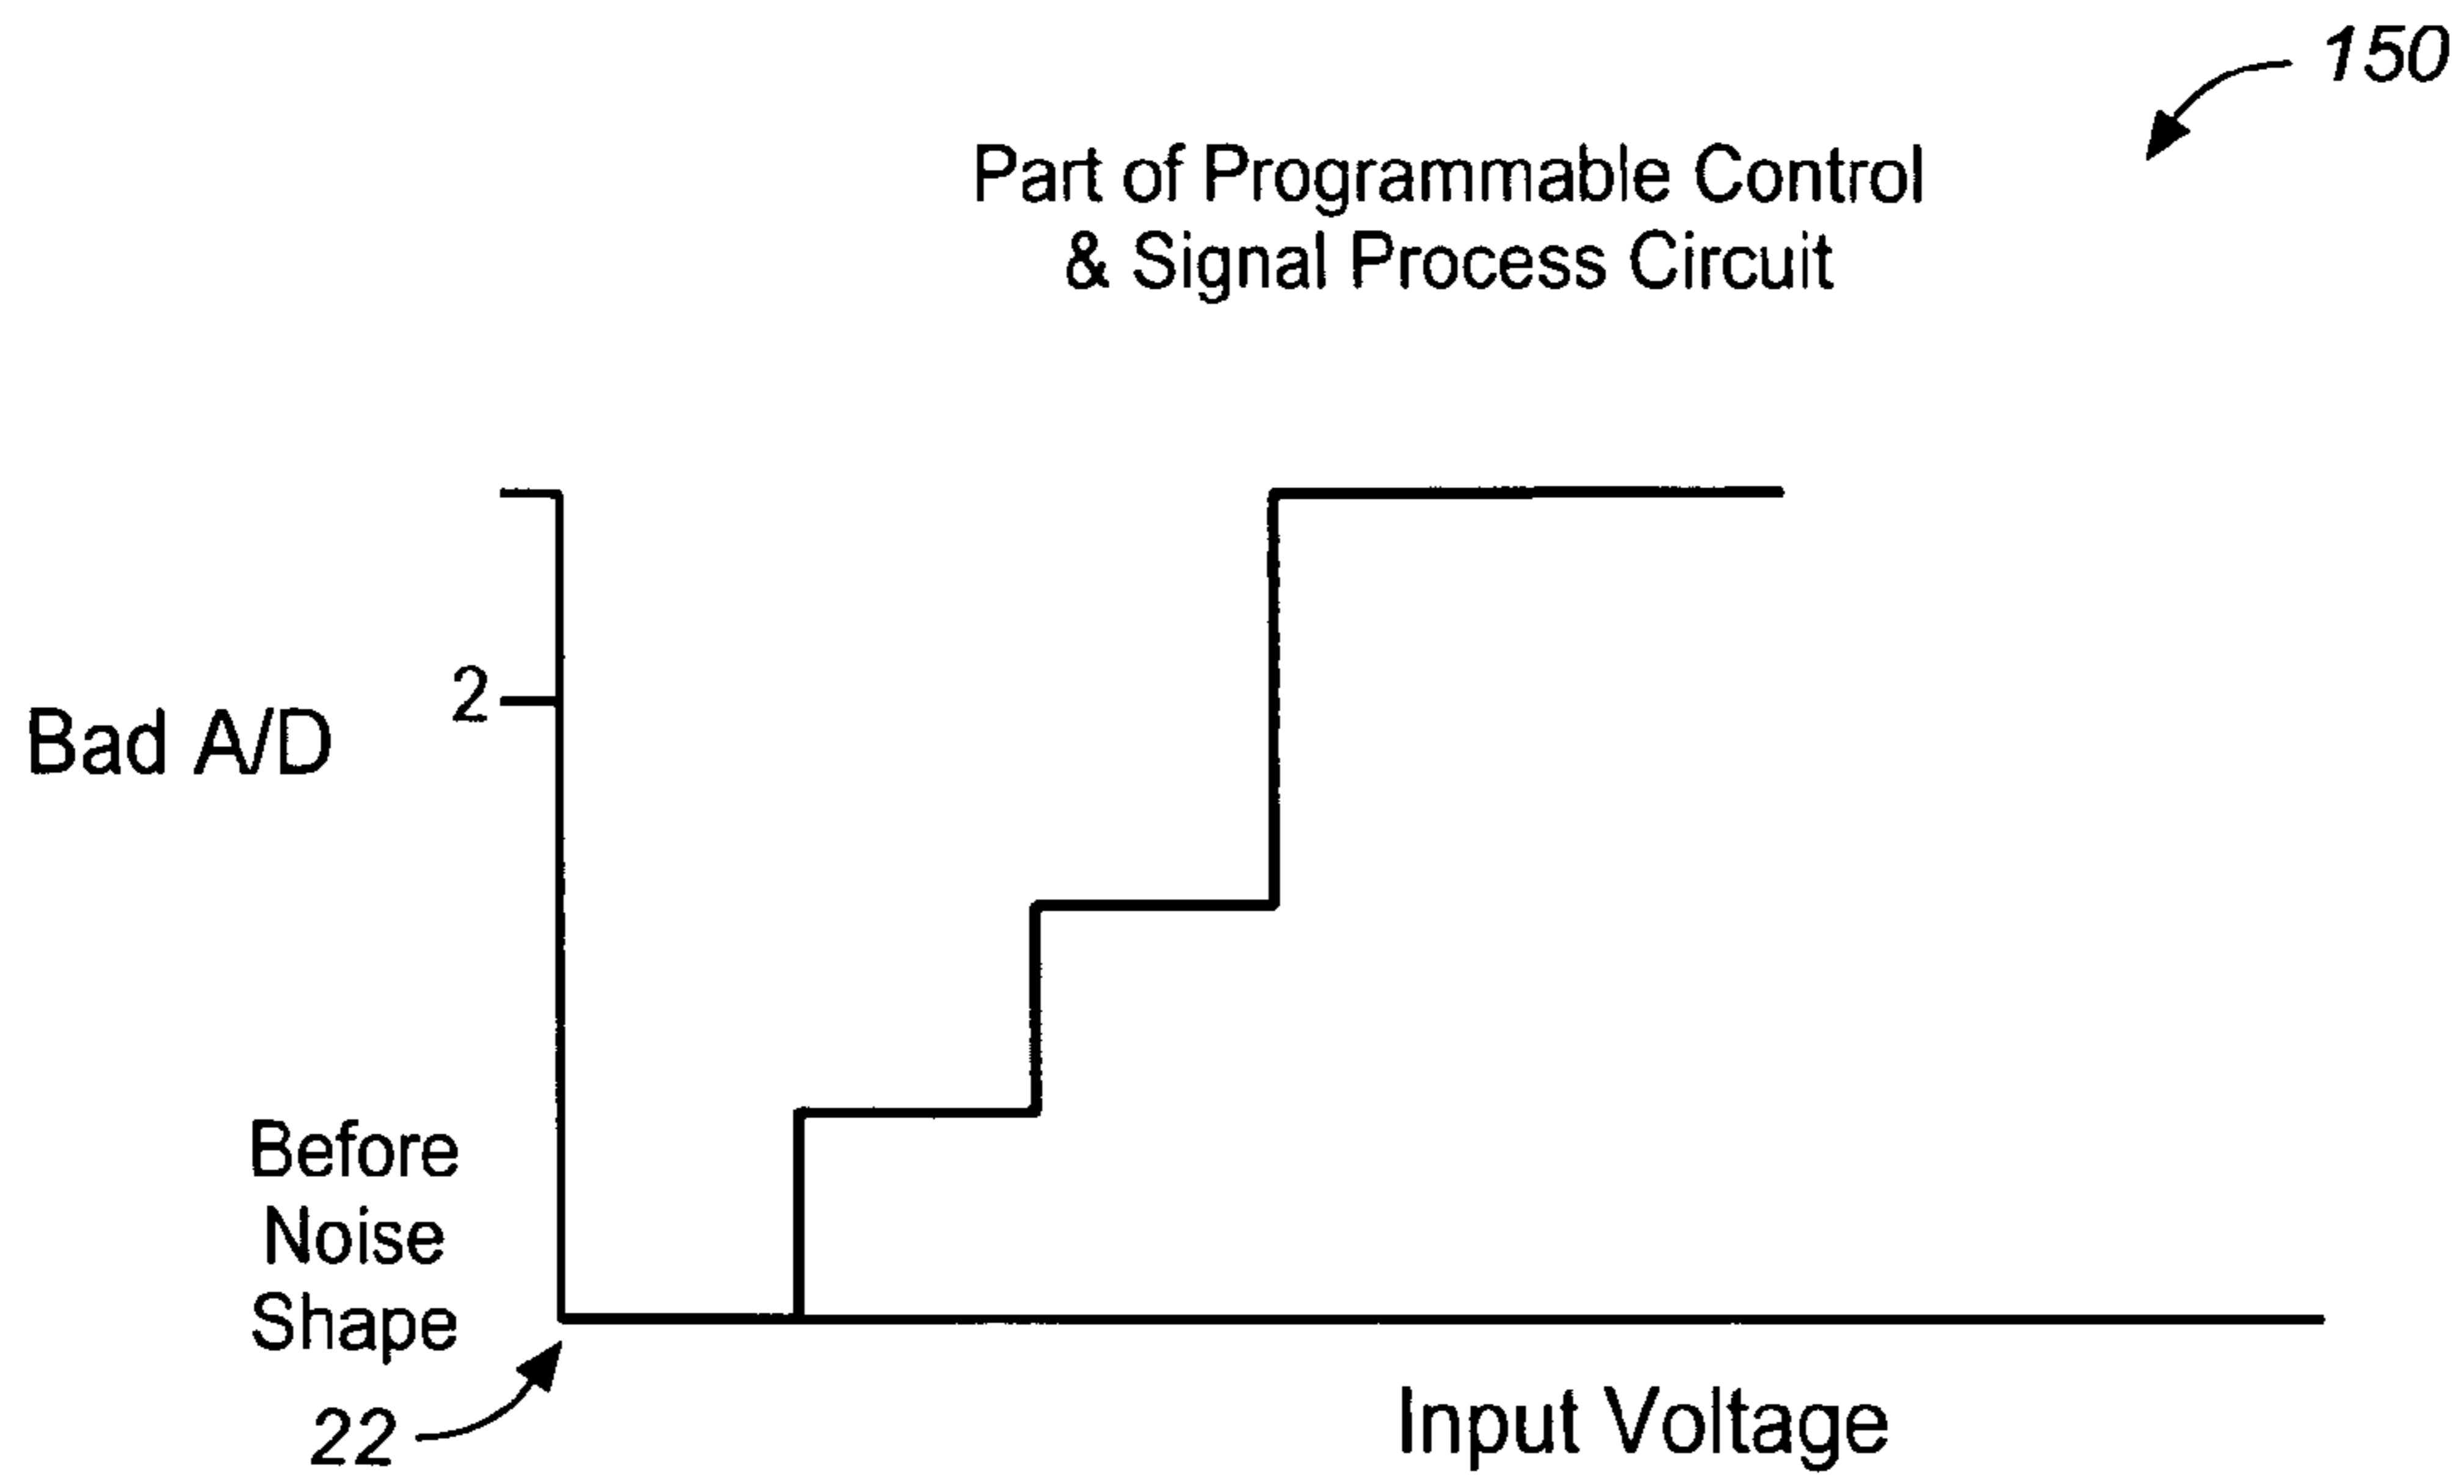 150
Part of Programmable Control
& Signal Process Circuit
2
Bad A/D
Before
Noise
Shape
22
Input Voltage